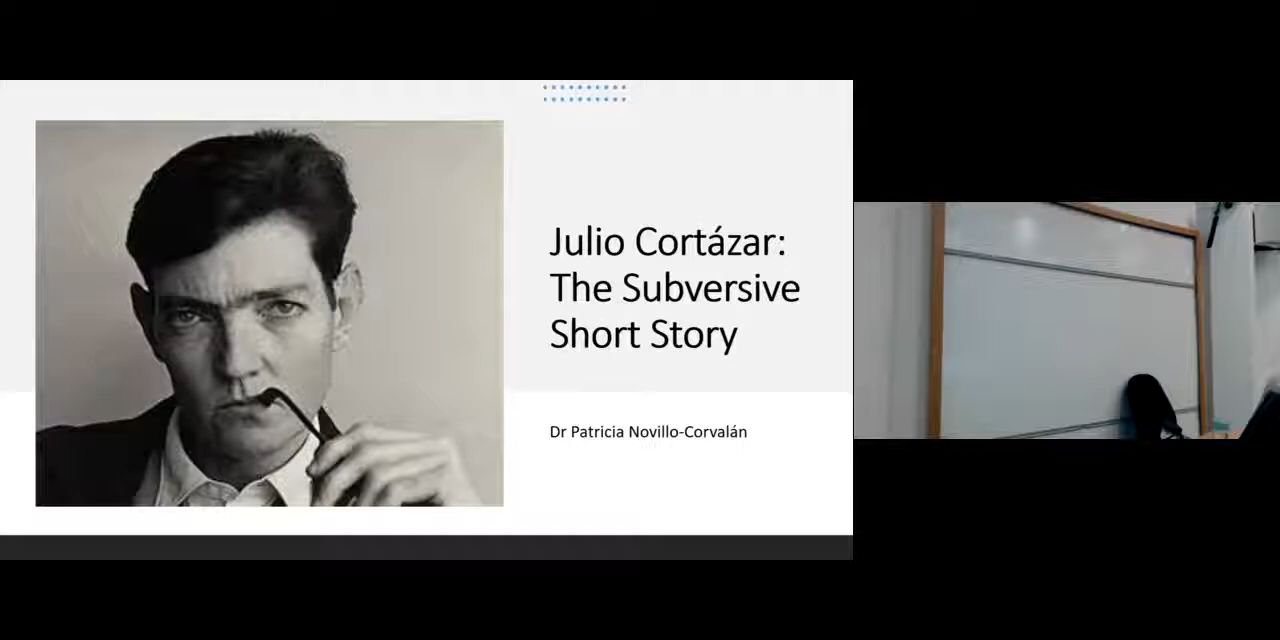 Julio Cortázar:
The Subversive
Short Story
Dr Patricia Novillo-Corvalán